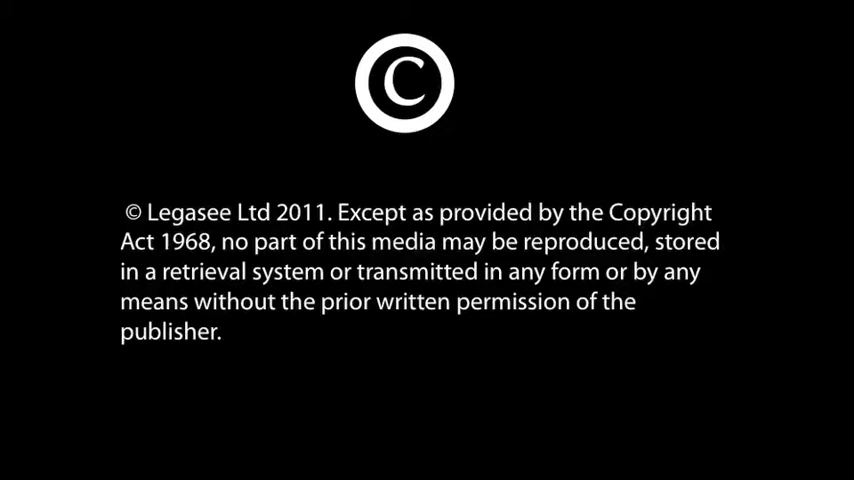 ©
© Legasee Ltd 2011. Except as provided by the Copyright
Act 1968, no part of this media may be reproduced, stored
in a retrieval system or transmitted in any form or by any
means without the prior written permission of the
publisher.